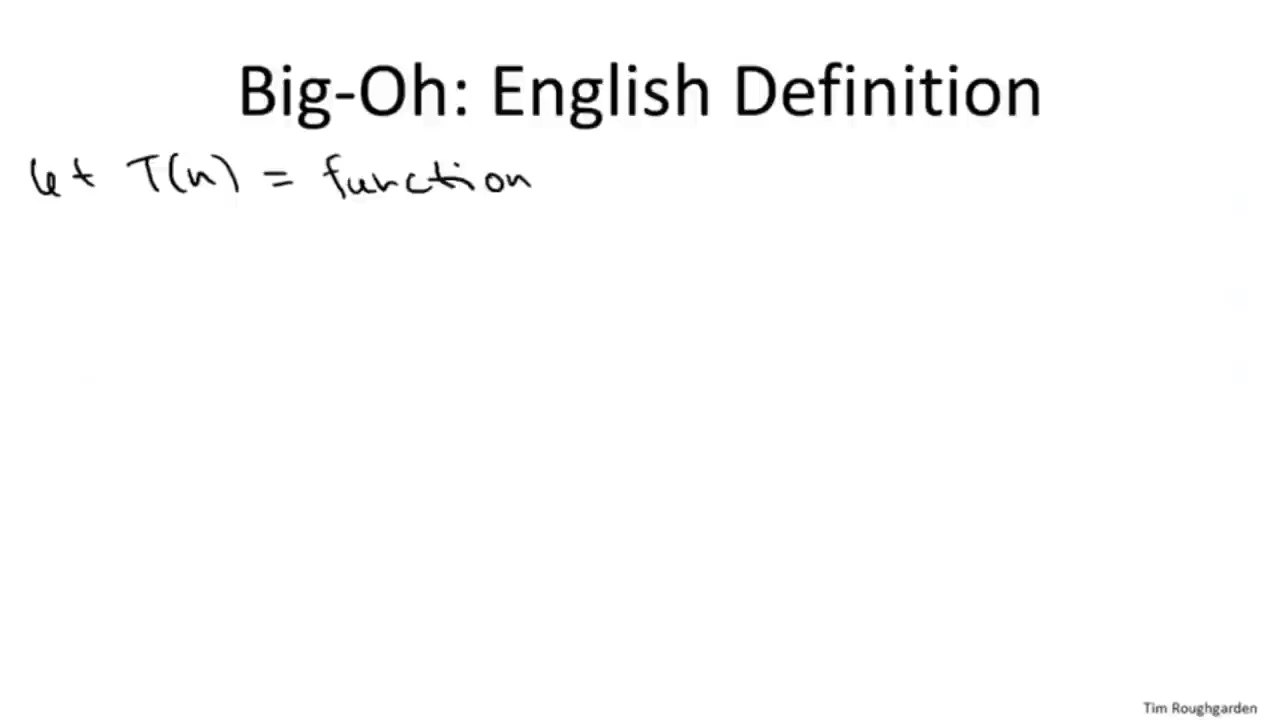 Big-Oh: English Definition
let T(n) = function
Tim Roughgarden